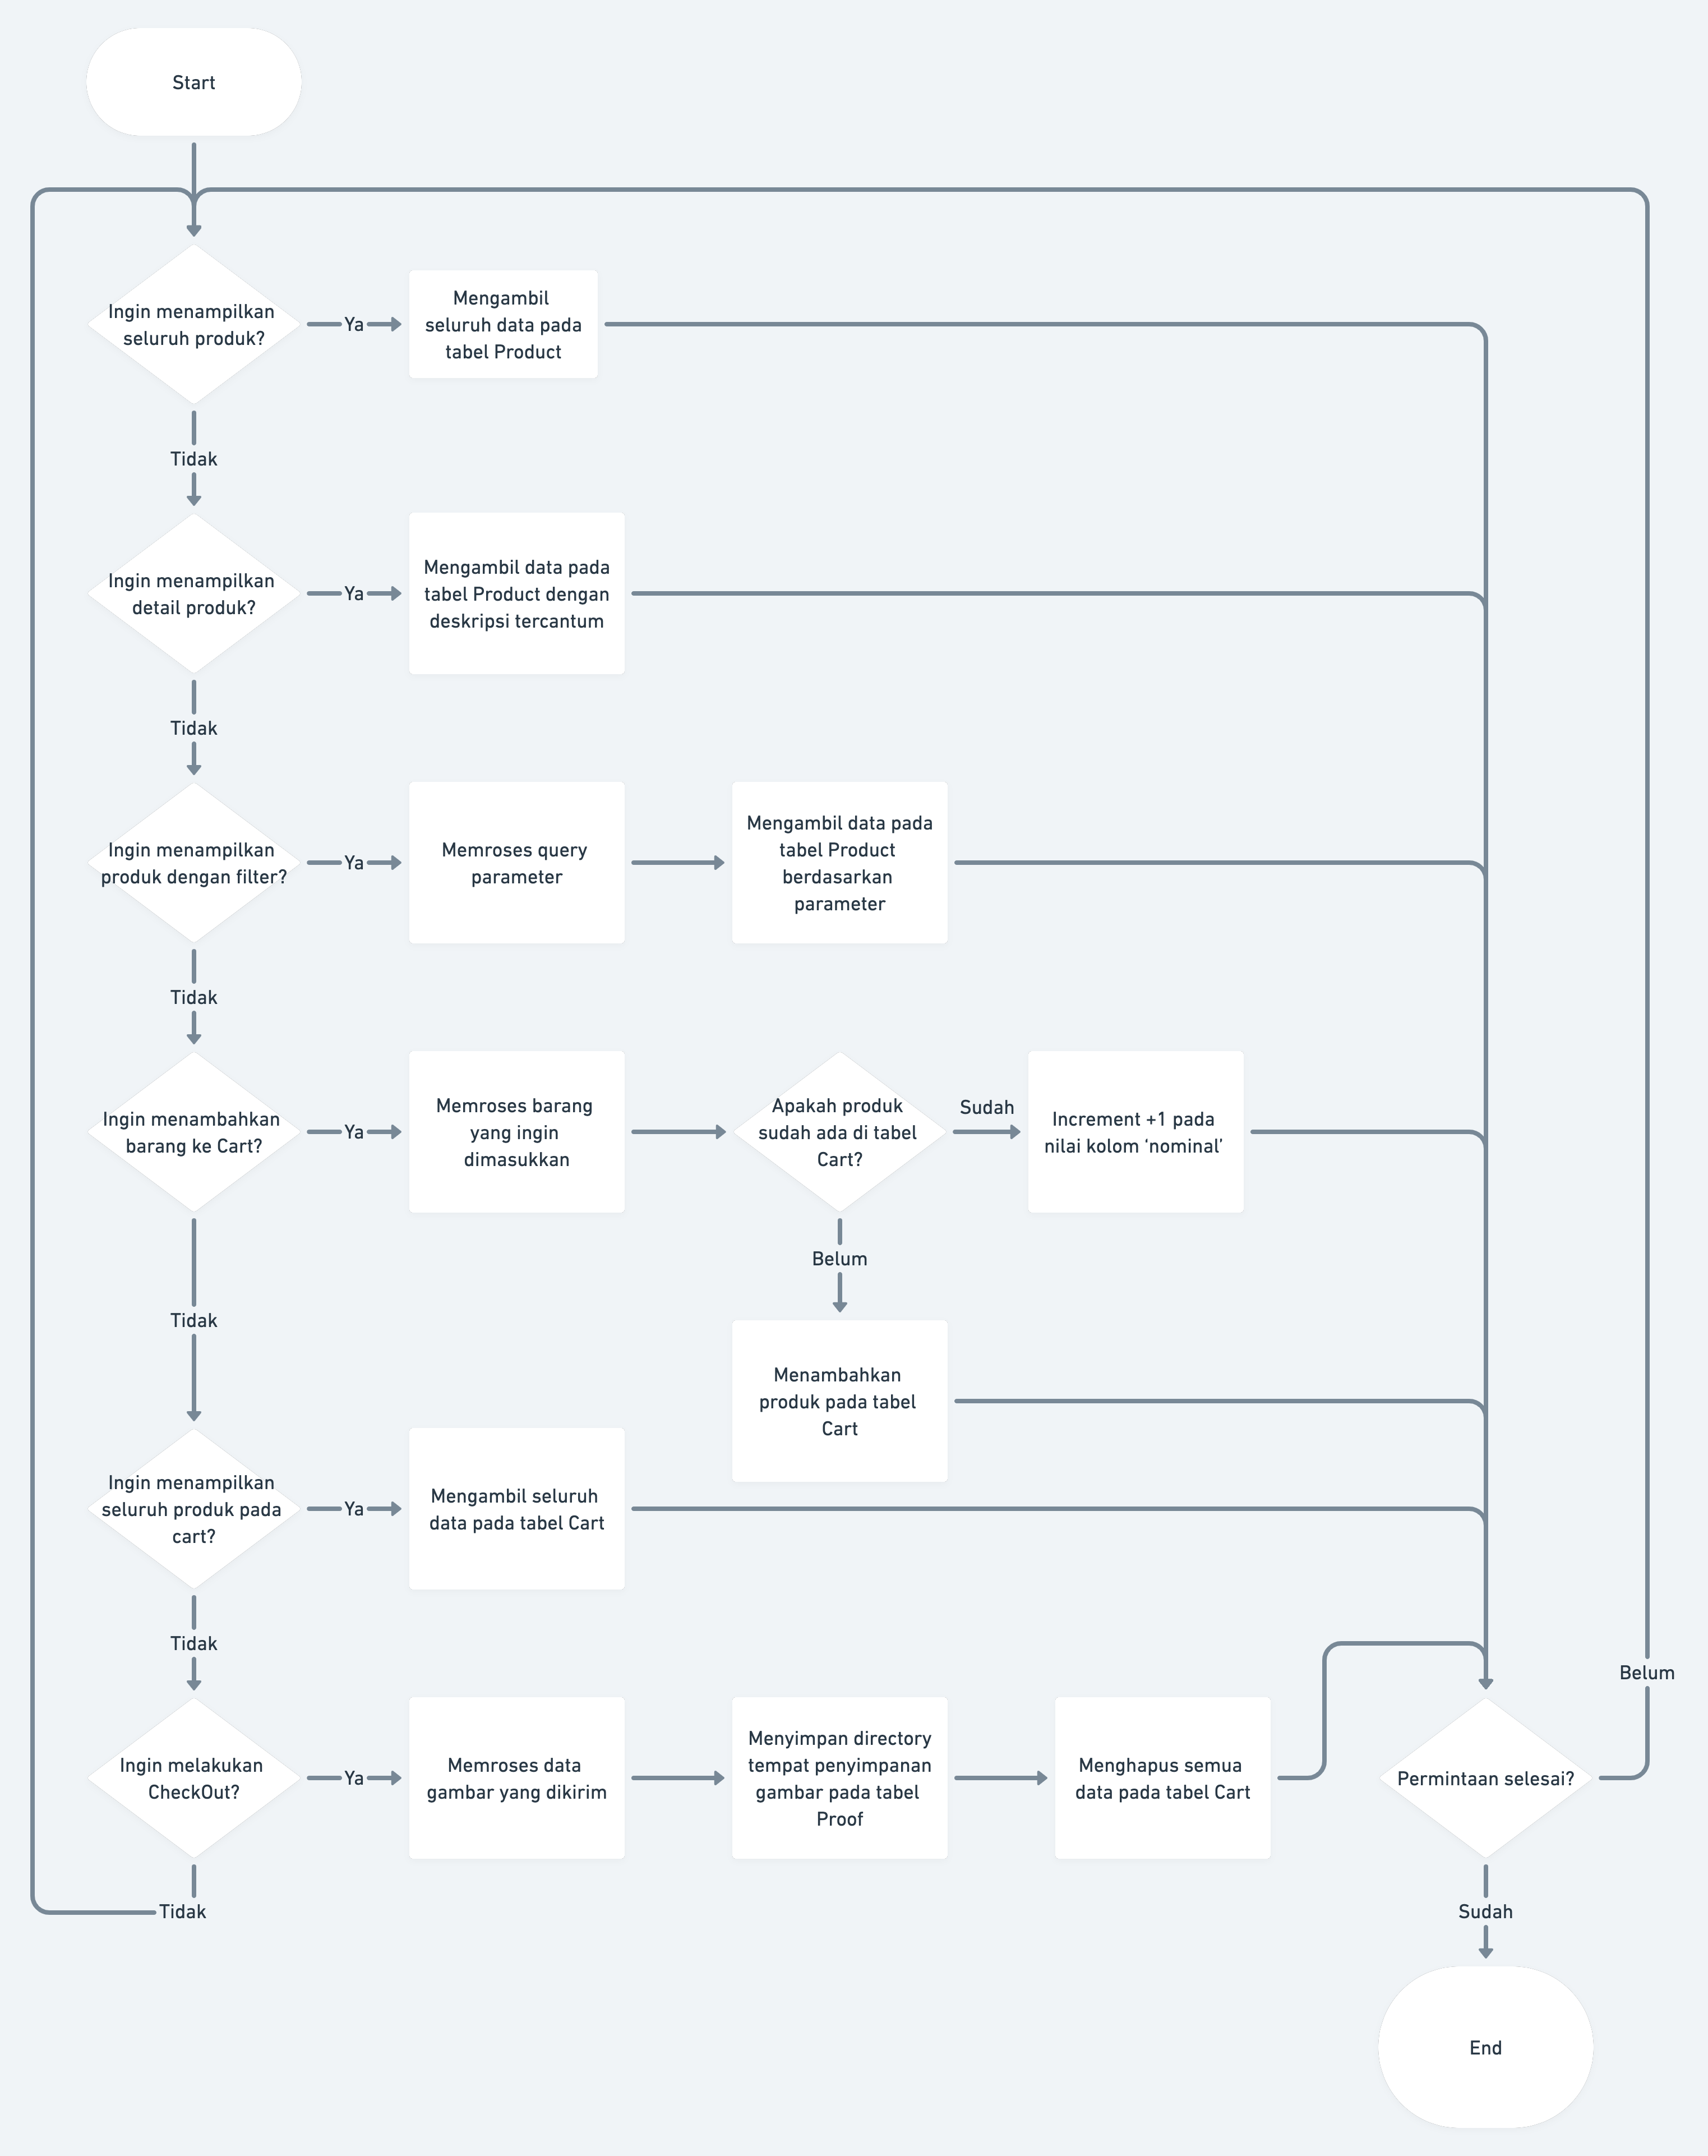 Start
Ingin menampilkan
seluruh produk?
Ya
Mengambil
seluruh data pada
tabel Product
Tidak
Ingin menampilkan
detail produk?
Ya
Mengambil data pada
tabel Product dengan
deskripsi tercantum
Tidak
Ingin menampilkan
produk dengan filter?
Ya
Memroses query
parameter
Mengambil data pada
tabel Product
berdasarkan
parameter
Tidak
Ingin menambahkan
barang ke Cart?
Ya
Memroses barang
yang ingin
dimasukkan
Apakah produk
sudah ada di tabel
Cart?
Sudah
Increment +1 pada
nilai kolom ‘nominal’
Belum
Tidak
Menambahkan
produk pada tabel
Cart
Ingin menampilkan
seluruh produk pada
cart?
Ya
Mengambil seluruh
data pada tabel Cart
Tidak
Belum
Ingin melakukan
CheckOut?
Ya
Memroses data
gambar yang dikirim
Menyimpan directory
tempat penyimpanan
gambar pada tabel
Proof
Menghapus semua
data pada tabel Cart
Permintaan selesai?
Tidak
Sudah
End